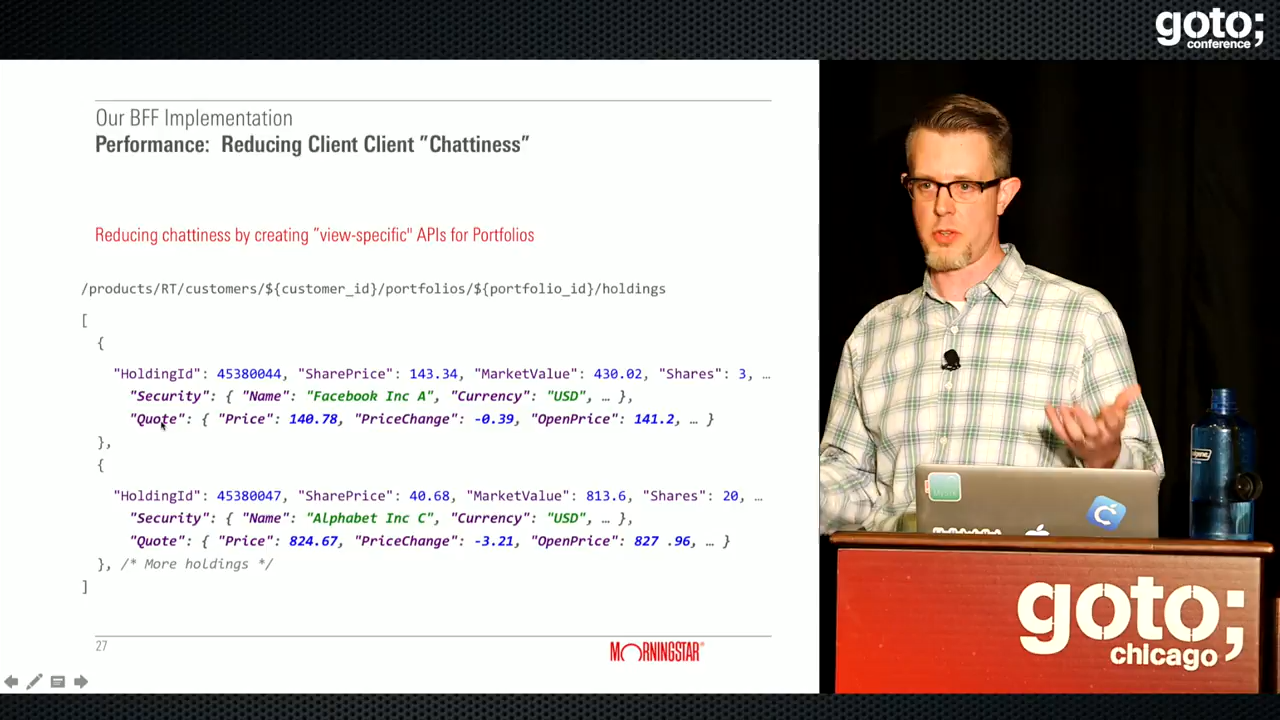 goto;
conference
Our BFF Implementation
Performance: Reducing Client Client ”Chattiness”
Reducing chattiness by creating “view-specific" APIs for Portfolios
/products/RT/customers/${customer_id}/portfolios/${portfolio_id}/holdings
[
{
"HoldingId": 45380044, "SharePrice": 143.34, "MarketValue": 430.02, "Shares": 3, …
"Security": { "Name": "Facebook Inc A", "Currency": "USD", … },
"Quote": { "Price": 140.78, "PriceChange": -0.39, "OpenPrice": 141.2, … }
},
{
"HoldingId": 45380047, "SharePrice": 40.68, "MarketValue": 813.6, "Shares": 20, …
"Security": { "Name": "Alphabet Inc C", "Currency": "USD", … },
"Quote": { "Price": 824.67, "PriceChange": -3.21, "OpenPrice": 827 .96, … }
}, /* More holdings */
]
27
MORNINGSTAR®
goto;
chicago